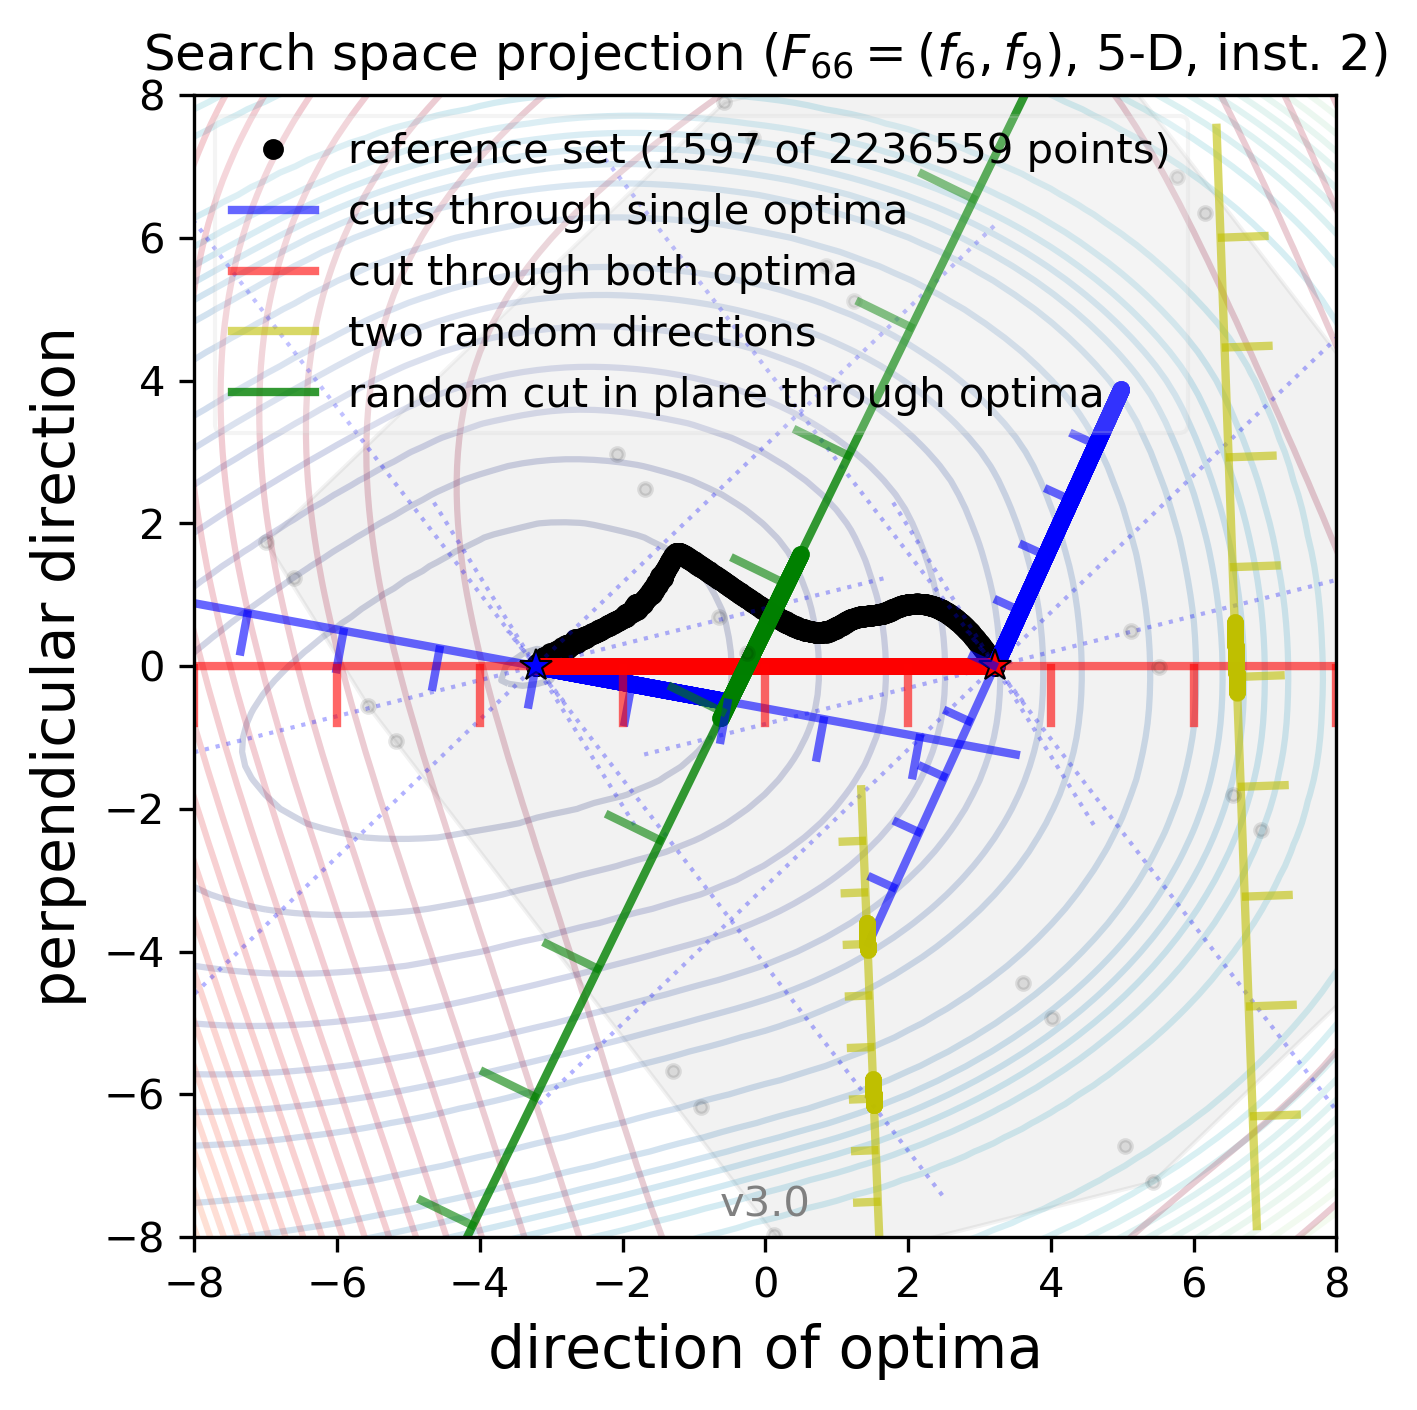 Search space projection (F₆₆ = (f₆, f₉), 5-D, inst. 2)
reference set (1597 of 2236559 points)
cuts through single optima
cut through both optima
two random directions
random cut in plane through optima
perpendicular direction
8
6
4
2
0
−2
−4
−6
−8
v3.0
−8 −6 −4 −2 0 2 4 6 8
direction of optima